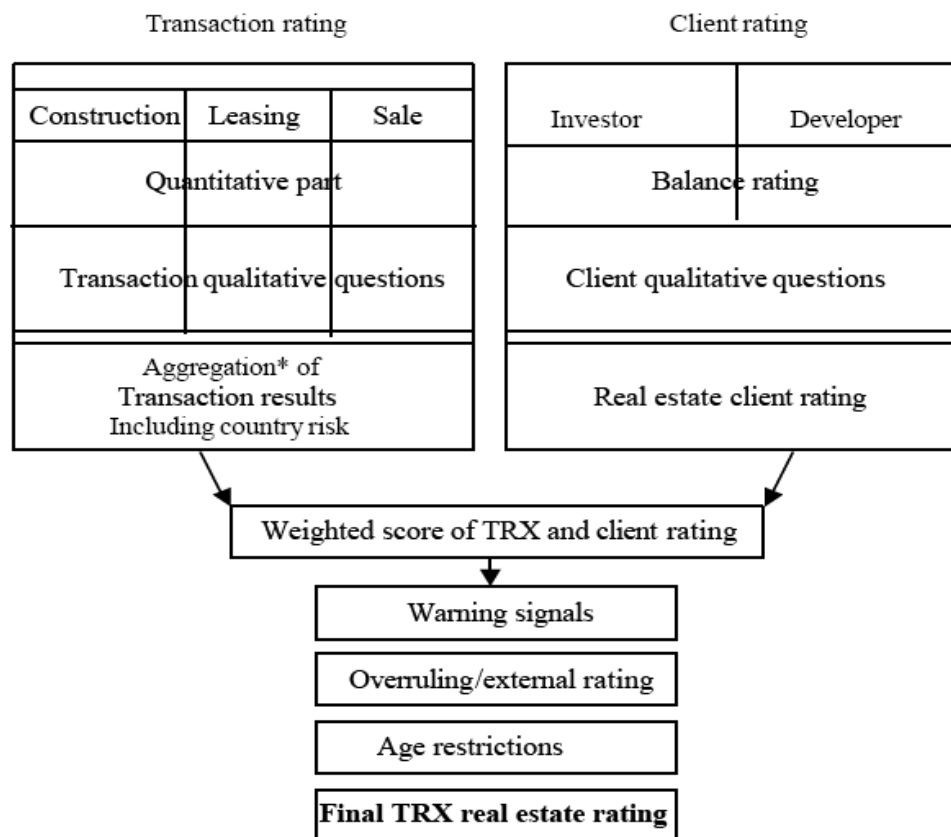 Transaction rating
Client rating
Construction
Leasing
Sale
Investor
Developer
Quantitative part
Balance rating
Transaction qualitative questions
Client qualitative questions
Aggregation* of
Transaction results
Including country risk
Real estate client rating
Weighted score of TRX and client rating
Warning signals
Overruling/external rating
Age restrictions
Final TRX real estate rating